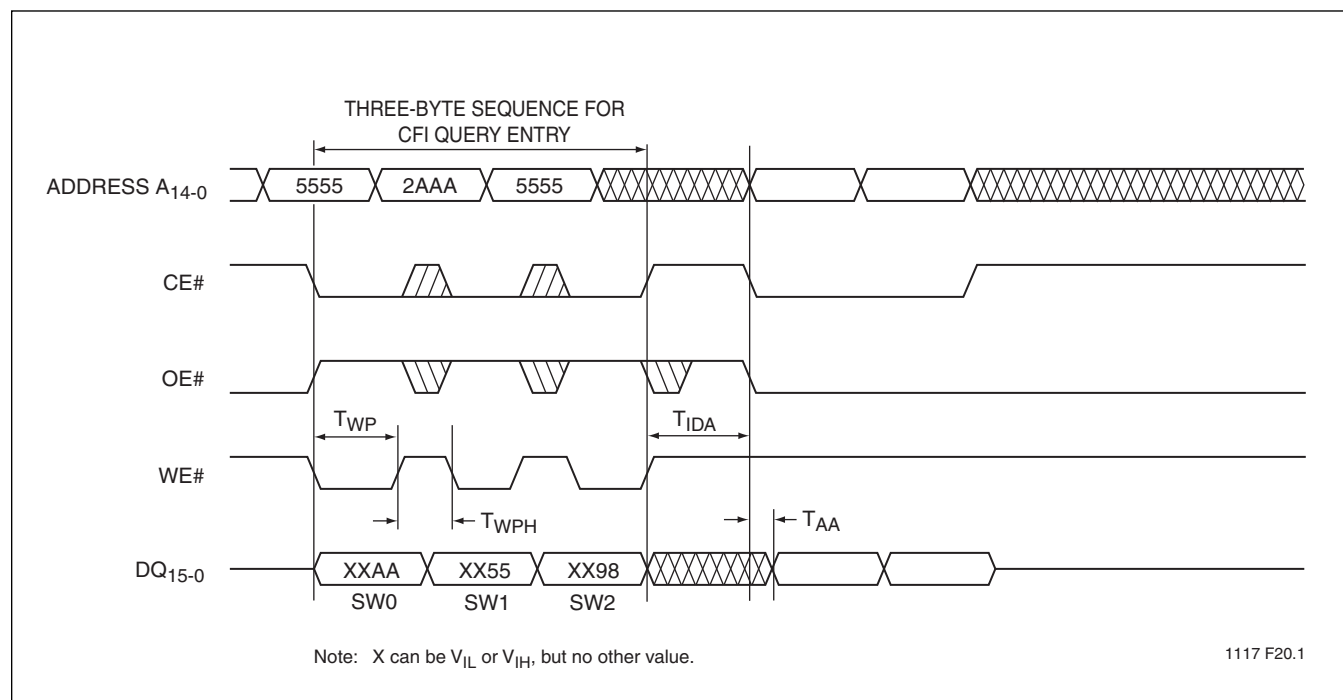 THREE-BYTE SEQUENCE FOR
CFI QUERY ENTRY
ADDRESS A14-0
5555 2AAA 5555
CE#
OE#
TWP TIDA
WE#
TWPH TAA
DQ15-0
XXAA XX55 XX98
SW0 SW1 SW2
Note: X can be VIL or VIH, but no other value.
1117 F20.1